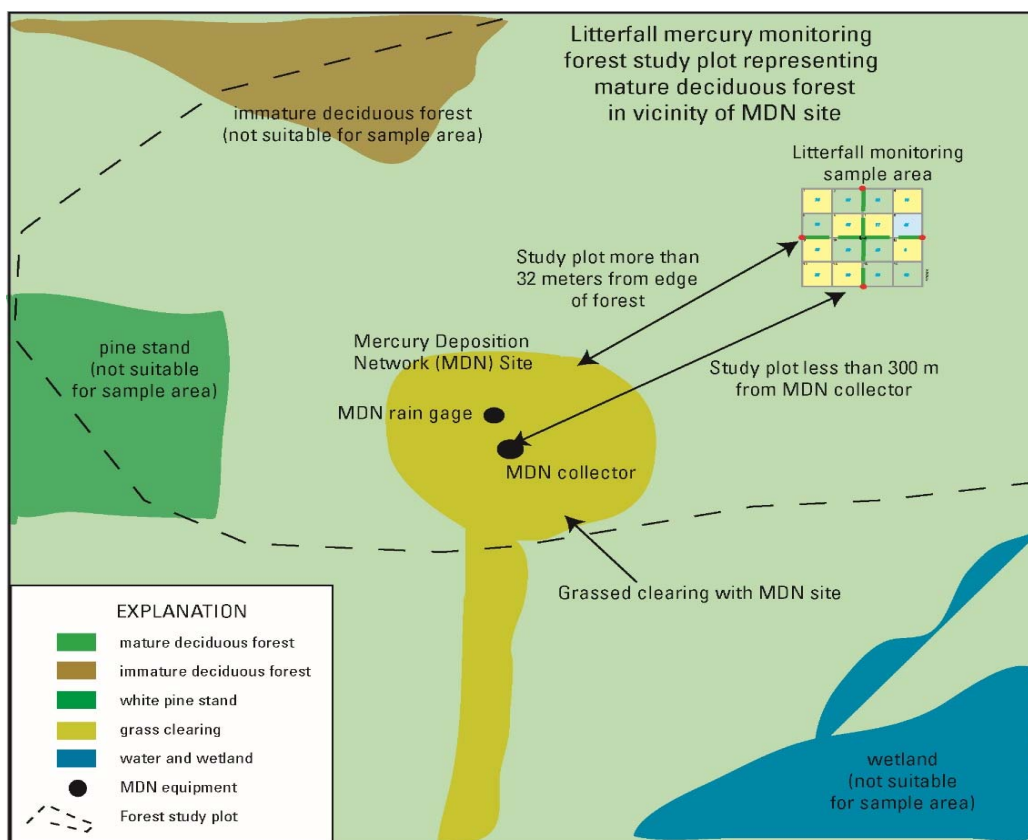 Litterfall mercury monitoring
forest study plot representing
mature deciduous forest
in vicinity of MDN site
immature deciduous forest
(not suitable for sample area)
Litterfall monitoring
sample area
Study plot more than
32 meters from edge
of forest
pine stand
(not suitable
for sample area)
Mercury Deposition
Network (MDN) Site
Study plot less than 300 m
from MDN collector
MDN rain gage
MDN collector
Grassed clearing with MDN site
EXPLANATION
mature deciduous forest
immature deciduous forest
white pine stand
grass clearing
water and wetland
MDN equipment
Forest study plot
wetland
(not suitable
for sample area)